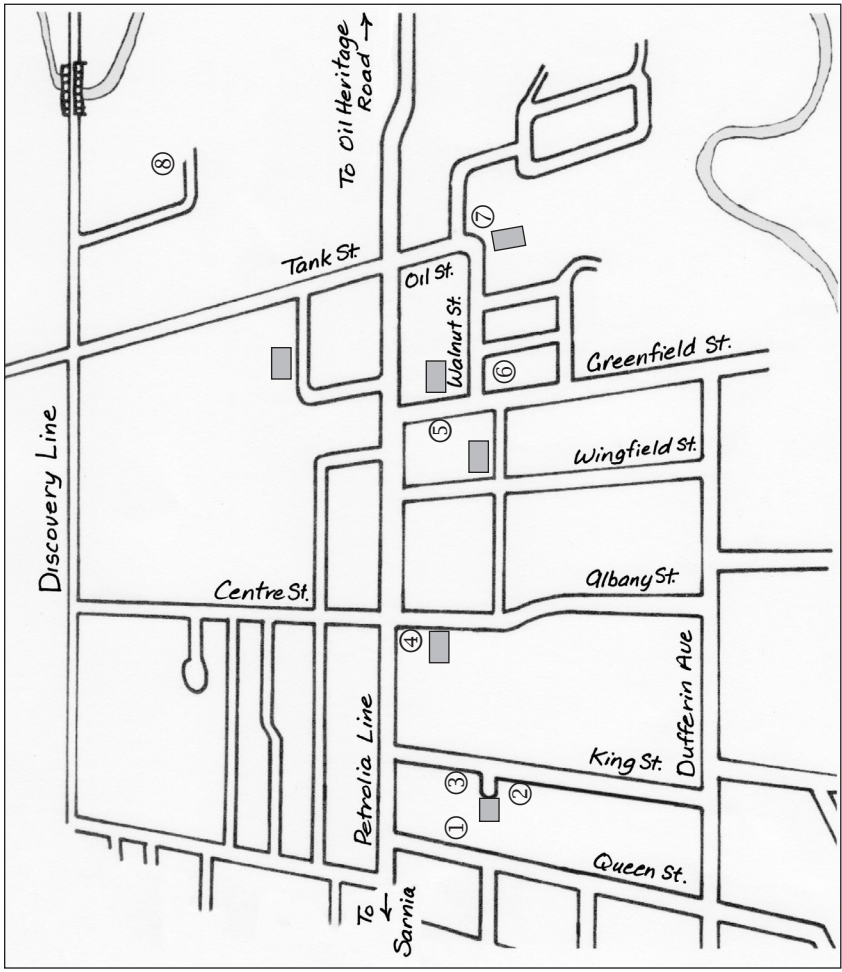 To Oil Heritage
Road →
⑧
⑦
Tank St.
Oil St.
Walnut St.
⑥
Greenfield St.
⑤
Wingfield St.
Discovery Line
Centre St.
Albany St.
④
Petrolia Line
Dufferin Ave
King St.
③
②
①
Queen St.
To
←
Sarnia